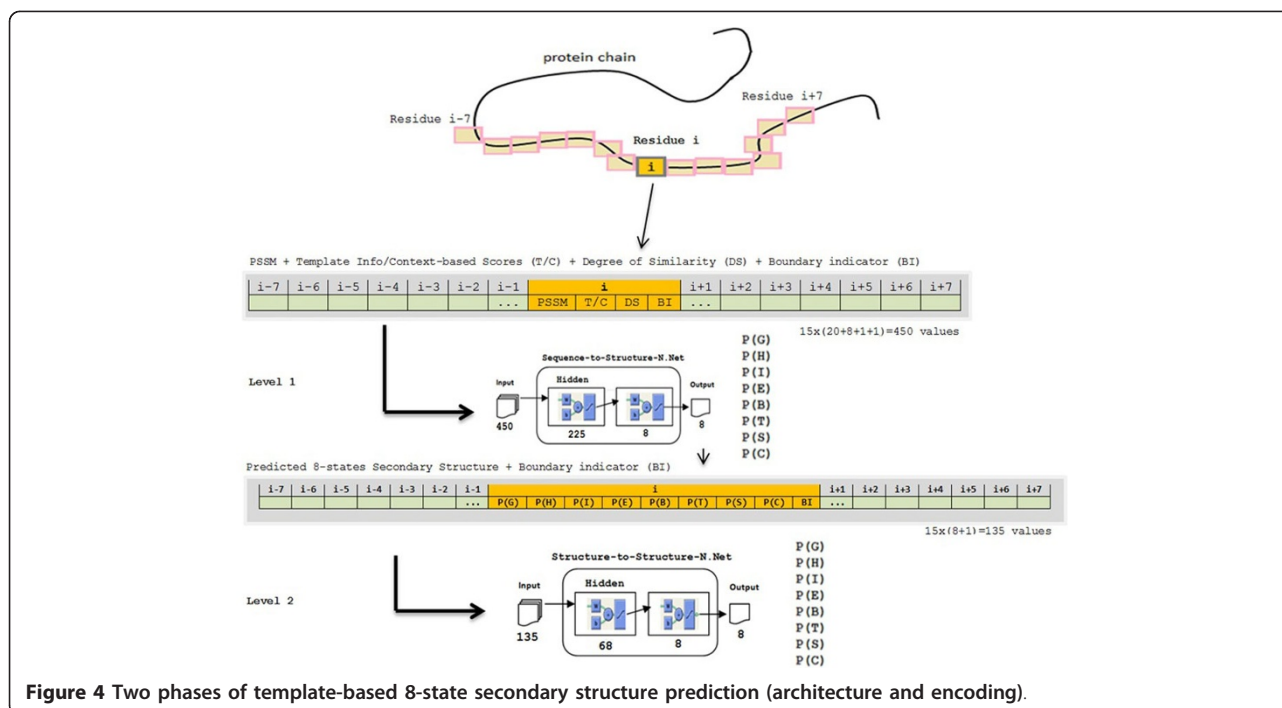 protein chain
Residue i-7
Residue i+7
Residue i
i
PSSM + Template Info/Context-based Scores (T/C) + Degree of Similarity (DS) + Boundary indicator (BI)
i-7 i-6 i-5 i-4 i-3 i-2 i-1 i i+1 i+2 i+3 i+4 i+5 i+6 i+7
... PSSM T/C DS BI ...
15x(20+8+1+1)=450 values
Level 1
Sequence-to-Structure-N.Net
Input
Hidden
Output
450
225
8
8
P(G)
P(H)
P(I)
P(E)
P(B)
P(T)
P(S)
P(C)
Predicted 8-states Secondary Structure + Boundary indicator (BI)
i-7 i-6 i-5 i-4 i-3 i-2 i-1 i i+1 i+2 i+3 i+4 i+5 i+6 i+7
... P(G) P(H) P(I) P(E) P(B) P(T) P(S) P(C) BI ...
15x(8+1)=135 values
Level 2
Structure-to-Structure-N.Net
Input
Hidden
Output
135
68
8
8
P(G)
P(H)
P(I)
P(E)
P(B)
P(T)
P(S)
P(C)
Figure 4 Two phases of template-based 8-state secondary structure prediction (architecture and encoding).